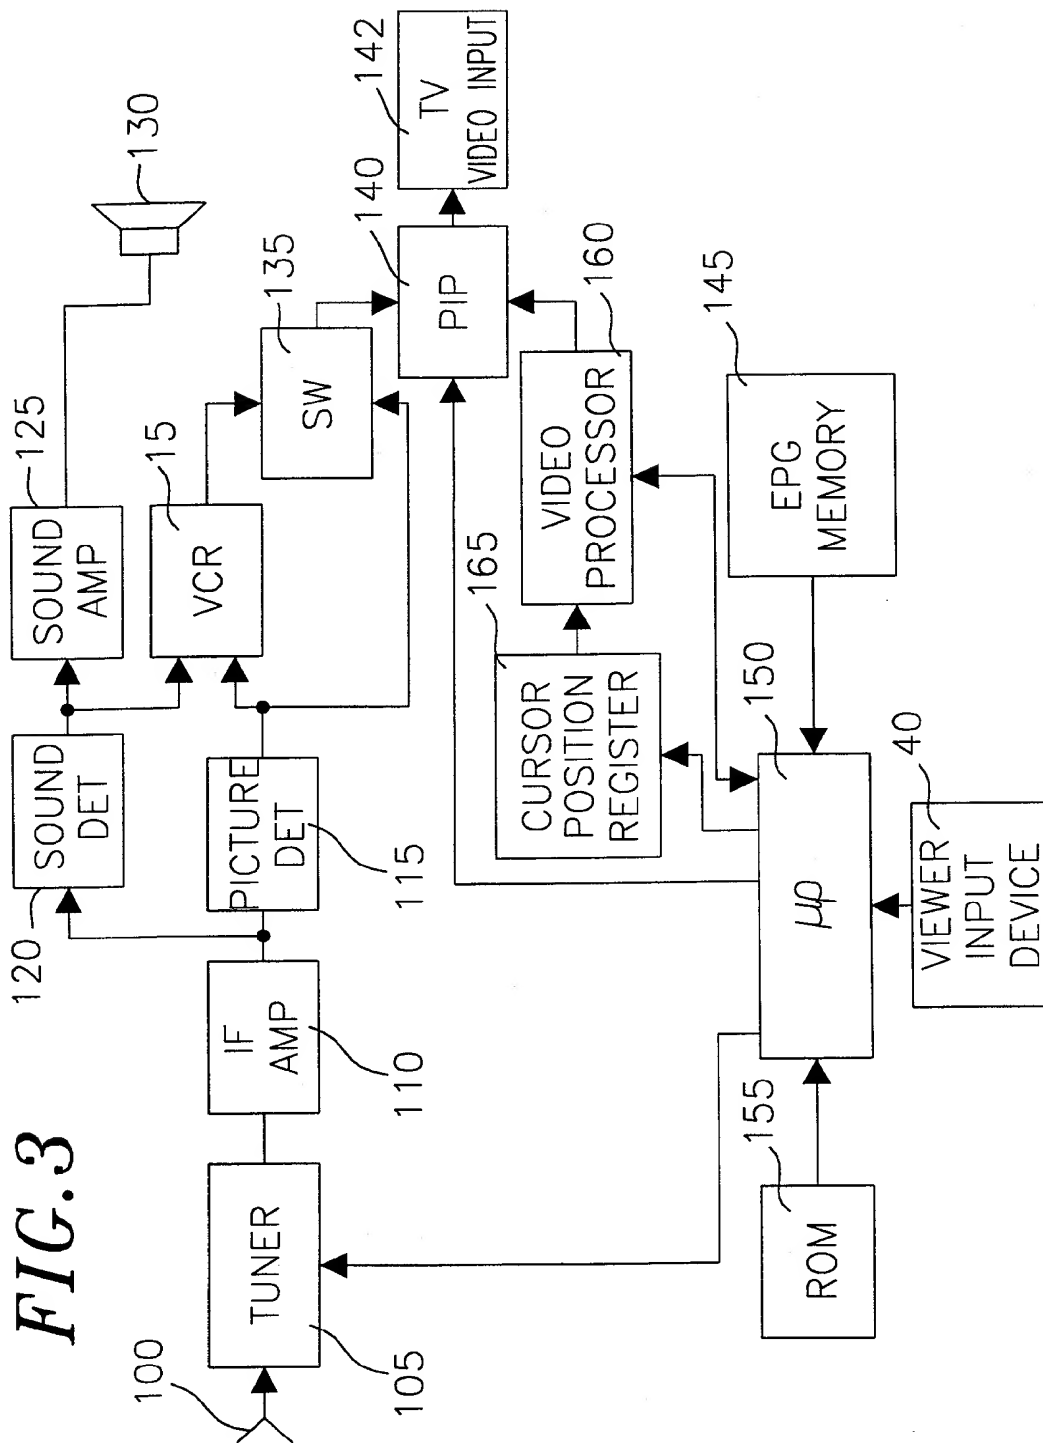 FIG.3
100
TUNER
105
IF
AMP
110
120
SOUND
DET
PICTURE
DET
115
SOUND
AMP
125
130
VCR
15
SW
135
PIP
140
TV
VIDEO INPUT
142
CURSOR
POSITION
REGISTER
165
VIDEO
PROCESSOR
160
EPG
MEMORY
145
μp
150
ROM
155
VIEWER
INPUT
DEVICE
40